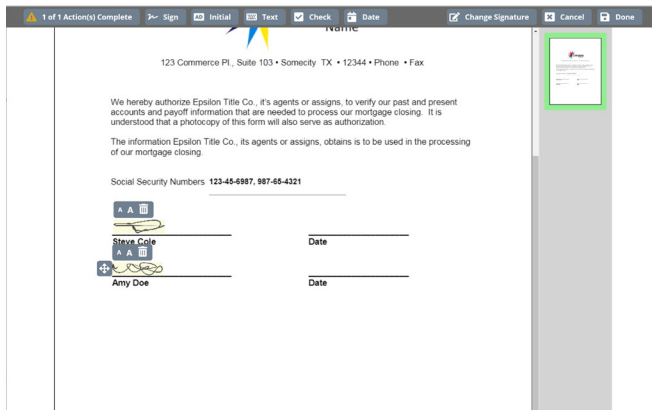 1 of 1 Action(s) Complete Sign AD Initial Text Check Date Change Signature Cancel Done
Name
123 Commerce Pl., Suite 103 • Somecity TX • 12344 • Phone • Fax
We hereby authorize Epsilon Title Co., it's agents or assigns, to verify our past and present
accounts and payoff information that are needed to process our mortgage closing. It is
understood that a photocopy of this form will also serve as authorization.
The information Epsilon Title Co., its agents or assigns, obtains is to be used in the processing
of our mortgage closing.
Social Security Numbers 123-45-6987, 987-65-4321
A A
Steve Cole Date
A A
Amy Doe Date